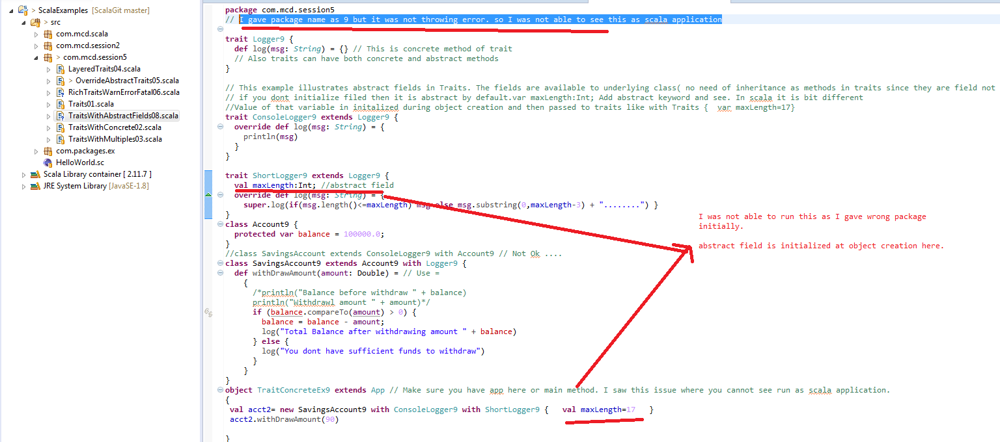 > ScalaExamples [ScalaGit master]
> src
com.mcd.scala
com.mcd.session2
> com.mcd.session5
LayeredTraits04.scala
> OverrideAbstractTraits05.scala
RichTraitsWarnErrorFatal06.scala
Traits01.scala
TraitsWithAbstractFields08.scala
TraitsWithConcrete02.scala
TraitsWithMultiples03.scala
com.packages.ex
HelloWorld.sc
Scala Library container [ 2.11.7 ]
JRE System Library [JavaSE-1.8]
package com.mcd.session5
// I gave package name as 9 but it was not throwing error. so I was not able to see this as scala application
trait Logger9 {
def log(msg: String) = {} // This is concrete method of trait
// Also traits can have both concrete and abstract methods
}
// This example illustrates abstract fields in Traits. The fields are available to underlying class( no need of inheritance as methods in traits since they are field not
// if you dont initialize filed then it is abstract by default.var maxLength:Int; Add abstract keyword and see. In scala it is bit different
//Value of that variable in initalized during object creation and then passed to traits like with Traits {  var maxLength=17}
trait ConsoleLogger9 extends Logger9 {
override def log(msg: String) = {
println(msg)
}
}
trait ShortLogger9 extends Logger9 {
val maxLength:Int; //abstract field
override def log(msg: String) = {
super.log(if(msg.length()<=maxLength) msg else msg.substring(0,maxLength-3) + "........") }
}
class Account9 {
protected var balance = 100000.0;
}
//class SavingsAccount extends ConsoleLogger9 with Account9 // Not Ok ....
class SavingsAccount9 extends Account9 with Logger9 {
def withDrawAmount(amount: Double) = // Use =
{
/*println("Balance before withdraw " + balance)
println("Withdrawl amount " + amount)*/
if (balance.compareTo(amount) > 0) {
balance = balance - amount;
log("Total Balance after withdrawing amount " + balance)
} else {
log("You dont have sufficient funds to withdraw")
}
}
}
object TraitConcreteEx9 extends App // Make sure you have app here or main method. I saw this issue where you cannot see run as scala application.
{
val acct2= new SavingsAccount9 with ConsoleLogger9 with ShortLogger9 {   val maxLength=17   }
acct2.withDrawAmount(90)
}
I was not able to run this as I gave wrong package
initially.
abstract field is initialized at object creation here.